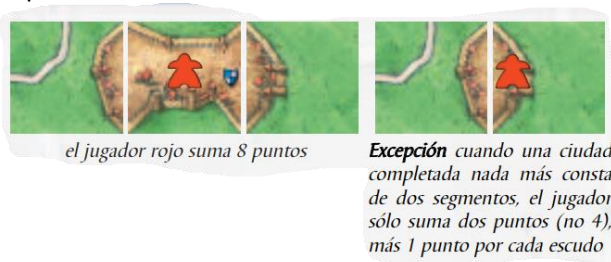 el jugador rojo suma 8 puntos
Excepción cuando una ciudad
completada nada más consta
de dos segmentos, el jugador
sólo suma dos puntos (no 4),
más 1 punto por cada escudo